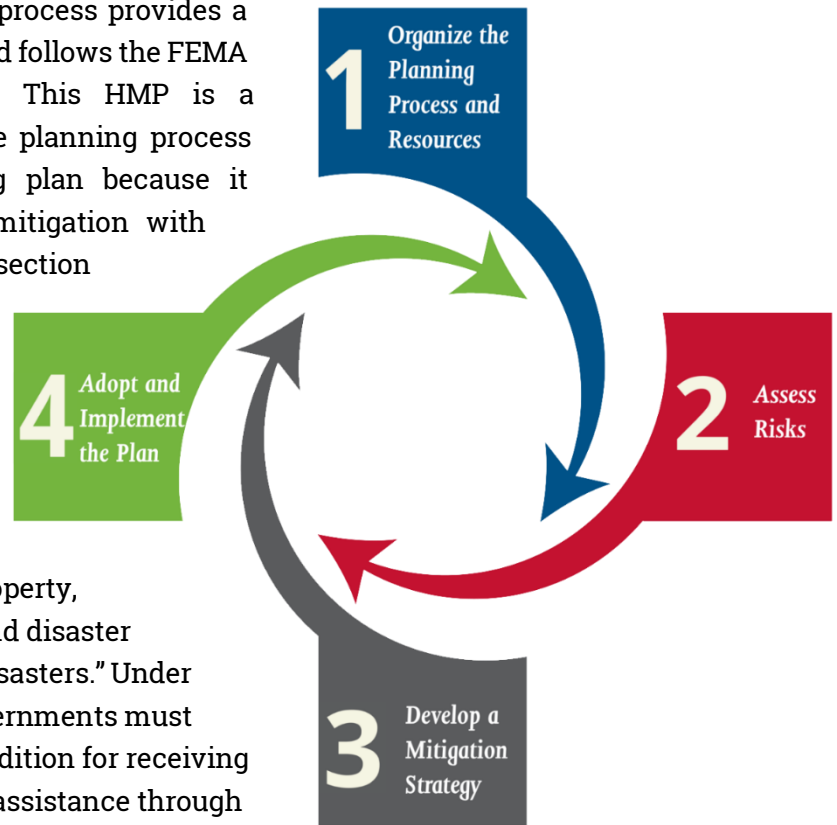 process provides a
d follows the FEMA
This HMP is a
e planning process
g plan because it
mitigation with
section
operty,
d disaster
sasters.” Under
ernments must
dition for receiving
assistance through
1
Organize the
Planning
Process and
Resources
2
Assess
Risks
3
Develop a
Mitigation
Strategy
4
Adopt and
Implement
the Plan